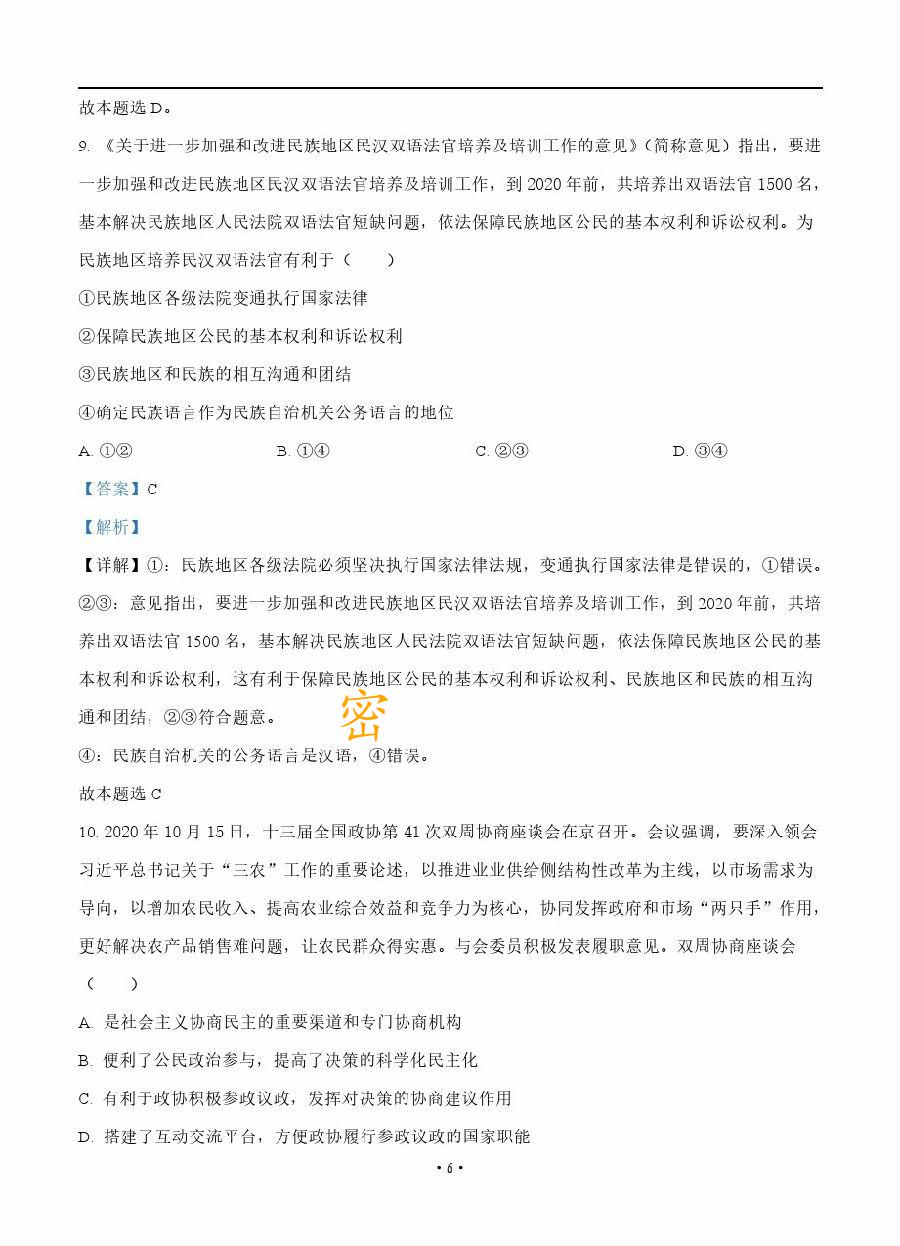 故本题选 D。
9. 《关于进一步加强和改进民族地区民汉双语法官培养及培训工作的意见》（简称意见）指出，要进
一步加强和改进民族地区民汉双语法官培养及培训工作，到 2020 年前，共培养出双语法官 1500 名，
基本解决民族地区人民法院双语法官短缺问题，依法保障民族地区公民的基本权利和诉讼权利。为
民族地区培养民汉双语法官有利于（　　）
①民族地区各级法院变通执行国家法律
②保障民族地区公民的基本权利和诉讼权利
③民族地区和民族的相互沟通和团结
④确定民族语言作为民族自治机关公务语言的地位
A. ①② B. ①④ C. ②③ D. ③④
【答案】C
【解析】
【详解】①：民族地区各级法院必须坚决执行国家法律法规，变通执行国家法律是错误的，①错误。
②③：意见指出，要进一步加强和改进民族地区民汉双语法官培养及培训工作，到 2020 年前，共培
养出双语法官 1500 名，基本解决民族地区人民法院双语法官短缺问题，依法保障民族地区公民的基
本权利和诉讼权利，这有利于保障民族地区公民的基本权利和诉讼权利、民族地区和民族的相互沟
通和团结，②③符合题意。
密
④：民族自治机关的公务语言是汉语，④错误。
故本题选 C
10. 2020 年 10 月 15 日，十三届全国政协第 41 次双周协商座谈会在京召开。会议强调，要深入领会
习近平总书记关于“三农”工作的重要论述，以推进业业供给侧结构性改革为主线，以市场需求为
导向，以增加农民收入、提高农业综合效益和竞争力为核心，协同发挥政府和市场“两只手”作用，
更好解决农产品销售难问题，让农民群众得实惠。与会委员积极发表履职意见。双周协商座谈会
（　　）
A. 是社会主义协商民主的重要渠道和专门协商机构
B. 便利了公民政治参与，提高了决策的科学化民主化
C. 有利于政协积极参政议政，发挥对决策的协商建议作用
D. 搭建了互动交流平台，方便政协履行参政议政的国家职能
• 6 •